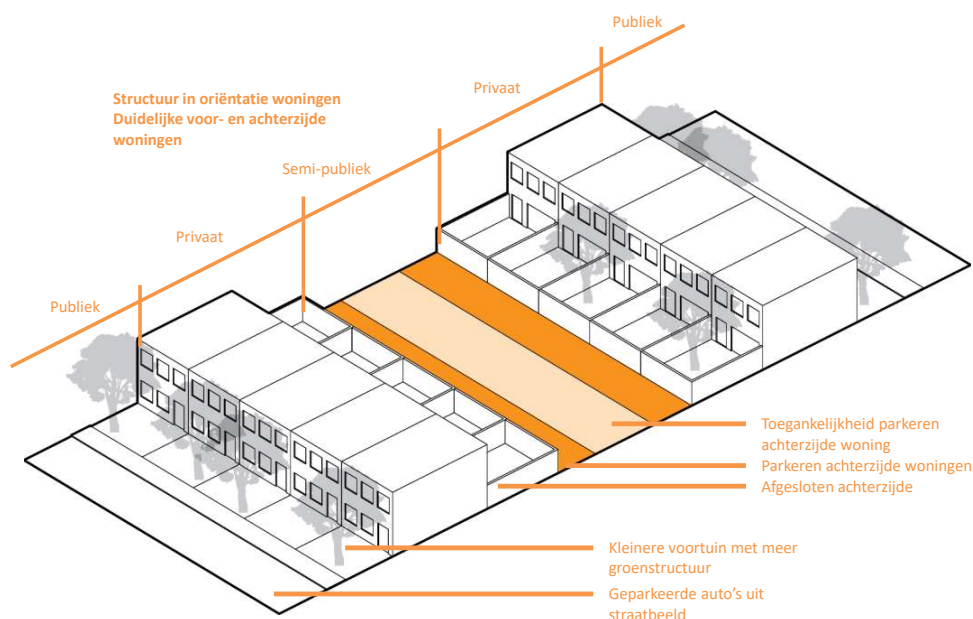 Publiek
Privaat
Structuur in oriëntatie woningen
Duidelijke voor- en achterzijde
woningen
Semi-publiek
Privaat
Publiek
Toegankelijkheid parkeren
achterzijde woning
Parkeren achterzijde woningen
Afgesloten achterzijde
Kleinere voortuin met meer
groenstructuur
Geparkeerde auto's uit
straatbeeld